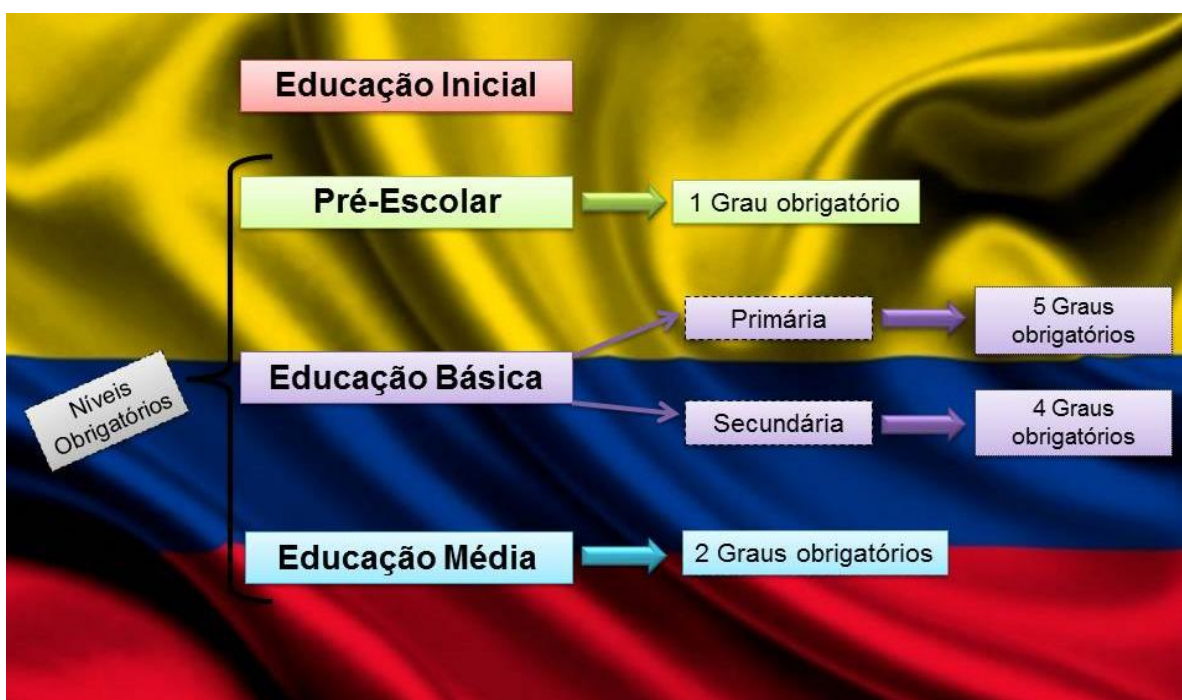 Educação Inicial
Pré-Escolar
1 Grau obrigatório
Primária
5 Graus
obrigatórios
Níveis
Obrigatórios
Educação Básica
Secundária
4 Graus
obrigatórios
Educação Média
2 Graus obrigatórios